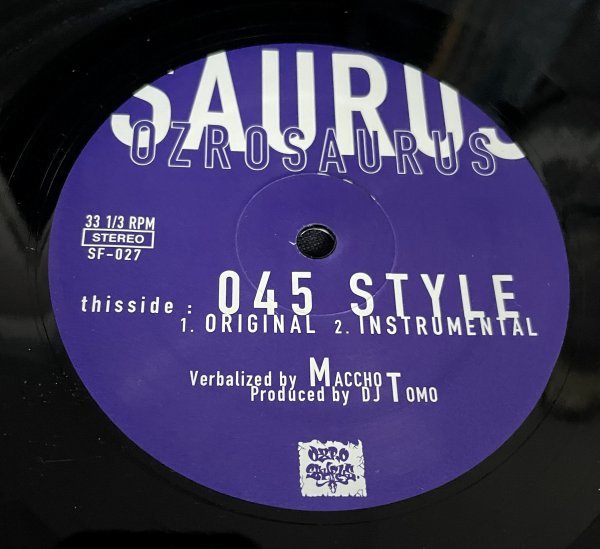 SAURUS
OZROSAURUS
33 1/3 RPM
STEREO
SF-027
thisside : 045 STYLE
1. ORIGINAL 2. INSTRUMENTAL
Verbalized by MACCHO
Produced by DJ TOMO
OZRO